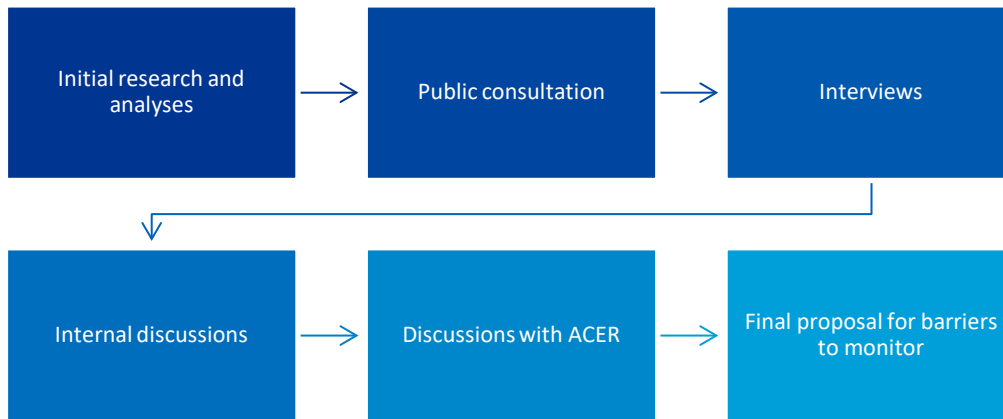 Initial research and
analyses
Public consultation
Interviews
Internal discussions
Discussions with ACER
Final proposal for barriers
to monitor